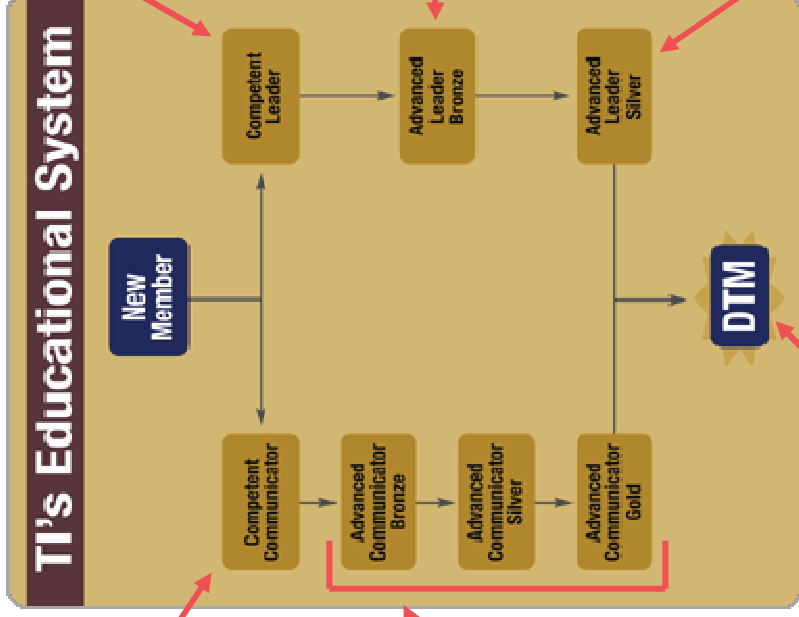 TI's Educational System
New
Member
Competent
Communicator
Competent
Leader
Advanced
Communicator
Bronze
Advanced
Leader
Bronze
Advanced
Communicator
Silver
Advanced
Communicator
Gold
Advanced
Leader
Silver
DTM